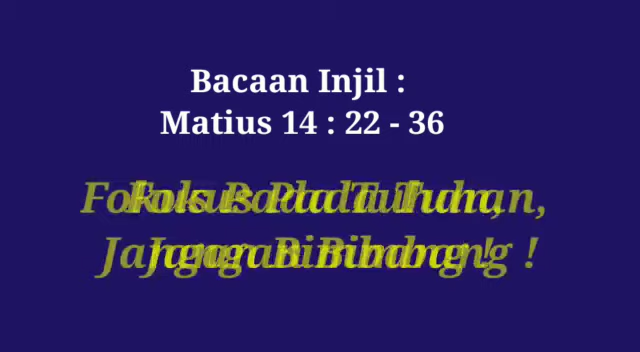 Bacaan Injil :
Matius 14 : 22 - 36
Fokus Pada Tuhan,
Jangan Bimbang !